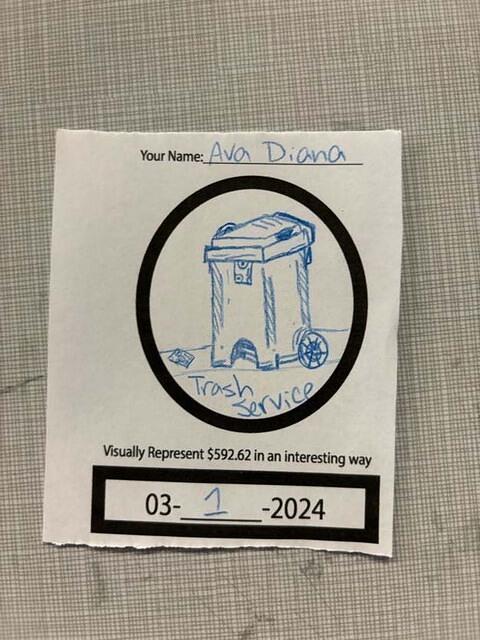 Your Name: Ava Diana
Trash
Service
Visually Represent $592.62 in an interesting way
03- 1 -2024